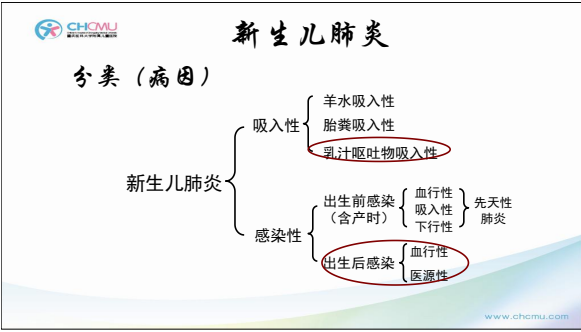 CHCMU
新生儿肺炎
分类（病因）
新生儿肺炎
吸入性
羊水吸入性
胎粪吸入性
乳汁呕吐物吸入性
感染性
出生前感染
（含产时）
血行性
吸入性
下行性
先天性
肺炎
出生后感染
血行性
医源性
www.chcmu.com